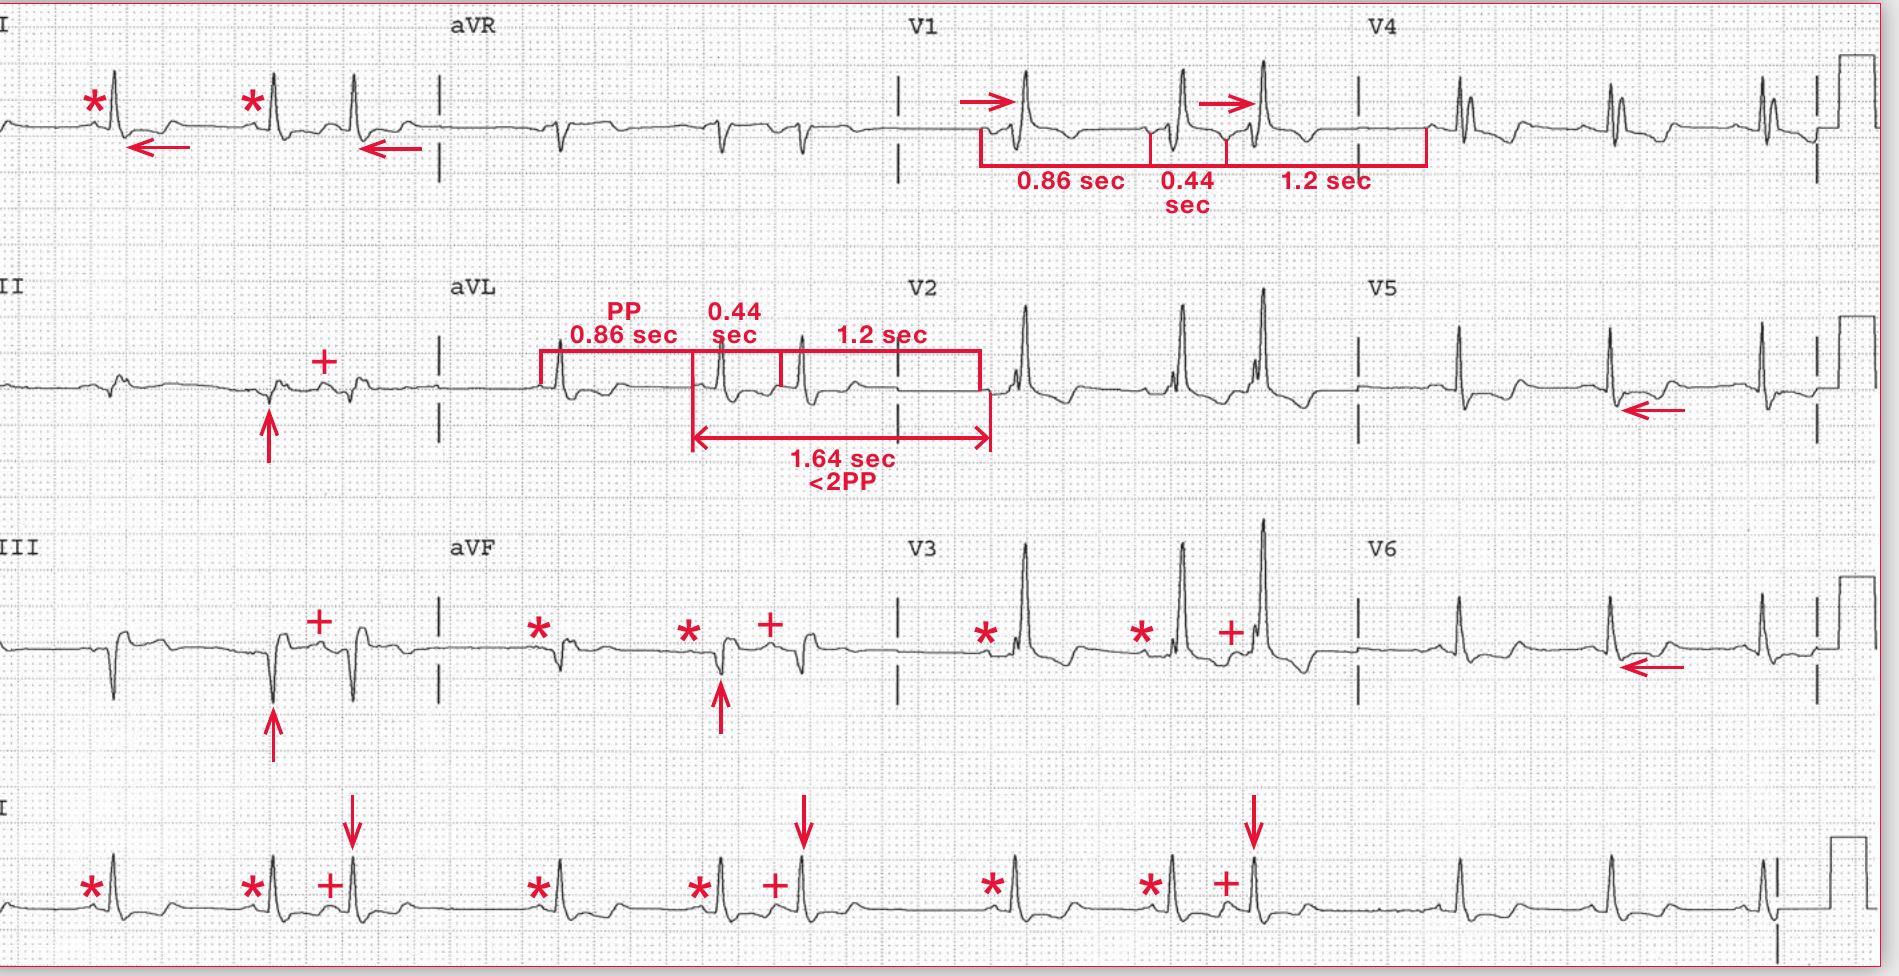 I
aVR
V1
V4
*
*
0.86 sec
0.44
sec
1.2 sec
II
aVL
V2
V5
PP
0.86 sec
0.44
sec
1.2 sec
+
1.64 sec
<2PP
III
aVF
V3
V6
+
*
*
+
*
*
+
I
*
*
+
*
*
+
*
*
+